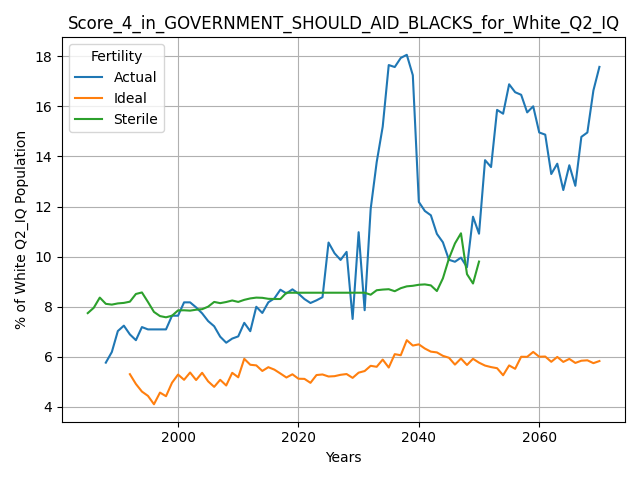 Score_4_in_GOVERNMENT_SHOULD_AID_BLACKS_for_White_Q2_IQ
Fertility
Actual
Ideal
Sterile
% of White Q2_IQ Population
18
16
14
12
10
8
6
4
2000
2020
2040
2060
Years